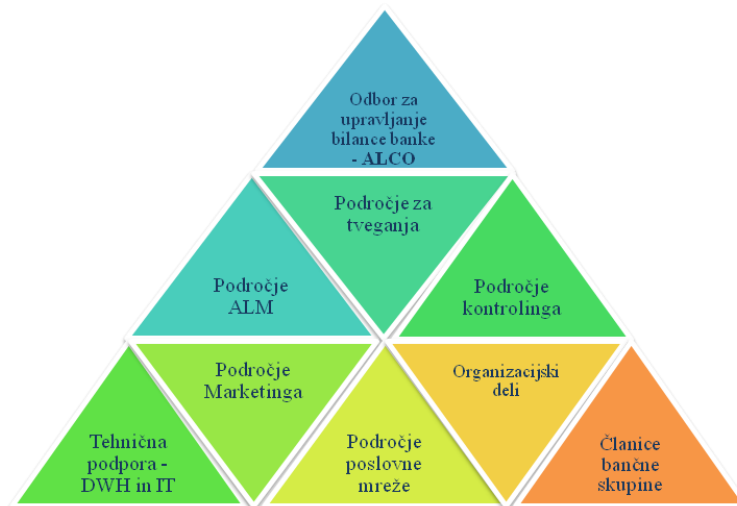 Odbor za
upravljanje
bilance banke
- ALCO
Področje za
tveganja
Področje
ALM
Področje
kontrolinga
Področje
Marketinga
Organizacijski
deli
Tehnična
podpora -
DWH in IT
Področje
poslovne
mreže
Članice
bančne
skupine